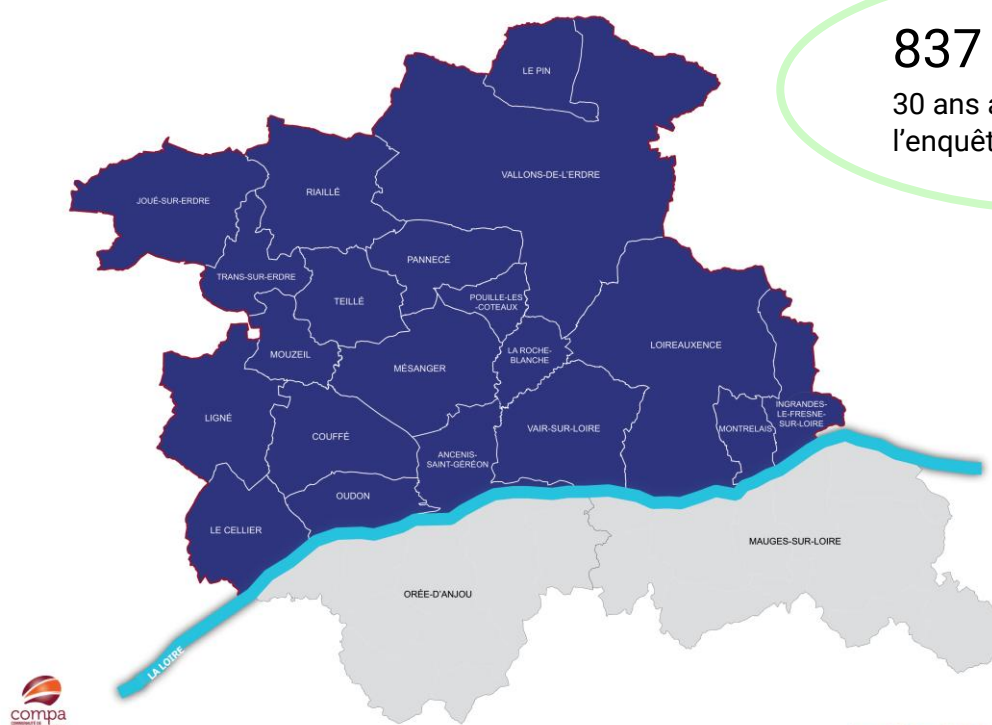 837
30 ans a
l'enquêt
LE PIN
VALLONS-DE-L'ERDRE
RIAILLÉ
JOUÉ-SUR-ERDRE
PANNECÉ
TRANS-SUR-ERDRE
TEILLÉ
POUILLE-LES
-COTEAUX
LOIREAUXENCE
LA ROCHE-
BLANCHE
MOUZEIL
MÉSANGER
INGRANDES-
LE-FRESNE-
SUR-LOIRE
LIGNÉ
COUFFÉ
VAIR-SUR-LOIRE
MONTRELAIS
ANCENIS-
SAINT-GÉRÉON
OUDON
LE CELLIER
MAUGES-SUR-LOIRE
ORÉE-D'ANJOU
LA LOIRE
compa